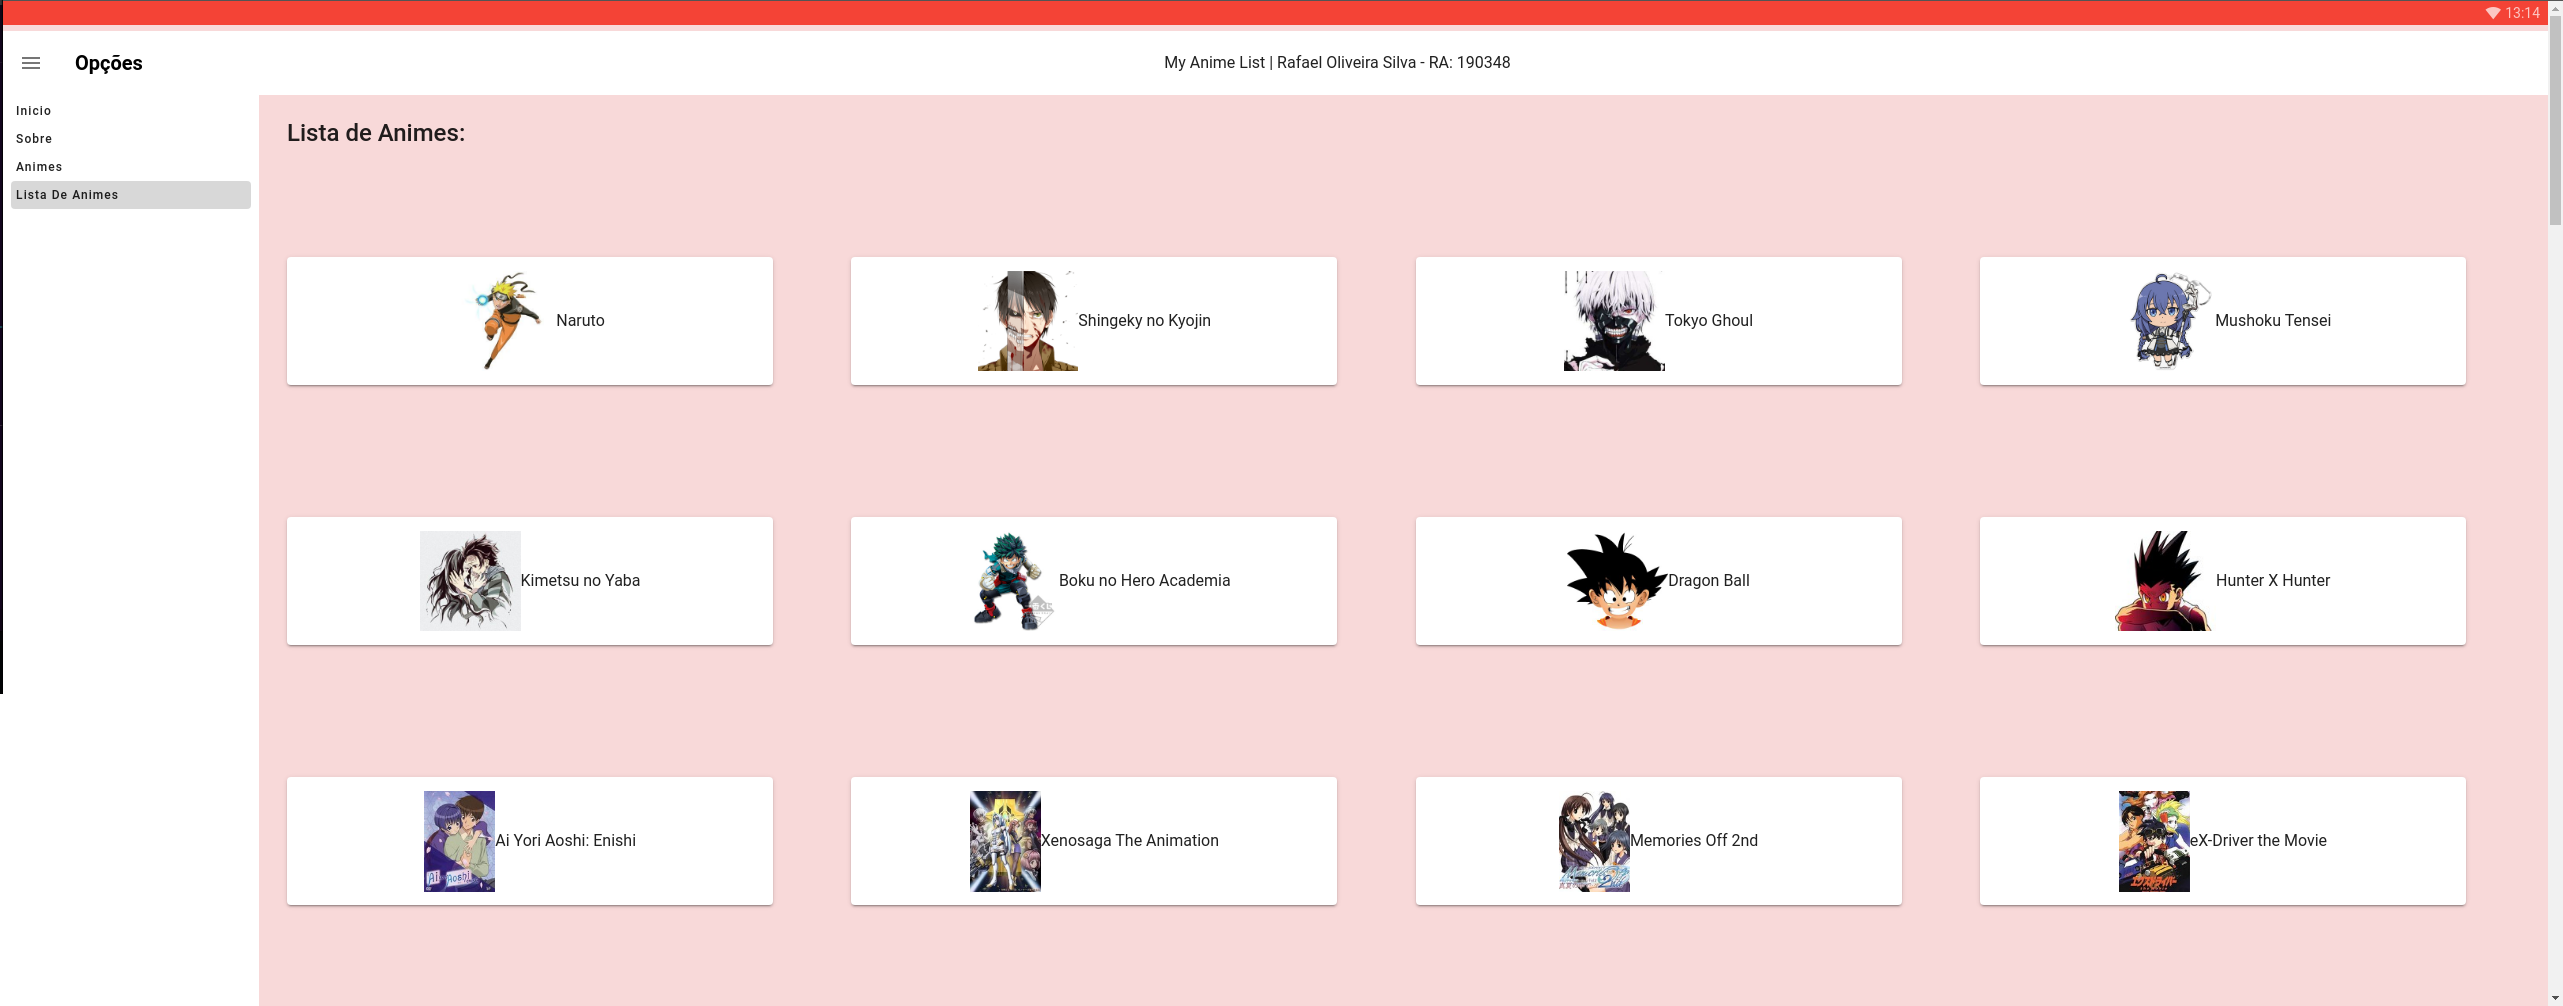 13:14
Opções
My Anime List | Rafael Oliveira Silva - RA: 190348
Inicio
Sobre
Animes
Lista De Animes
Lista de Animes:
Naruto
Shingeky no Kyojin
Tokyo Ghoul
Mushoku Tensei
Kimetsu no Yaba
Boku no Hero Academia
Dragon Ball
Hunter X Hunter
Ai Yori Aoshi: Enishi
Xenosaga The Animation
Memories Off 2nd
eX-Driver the Movie